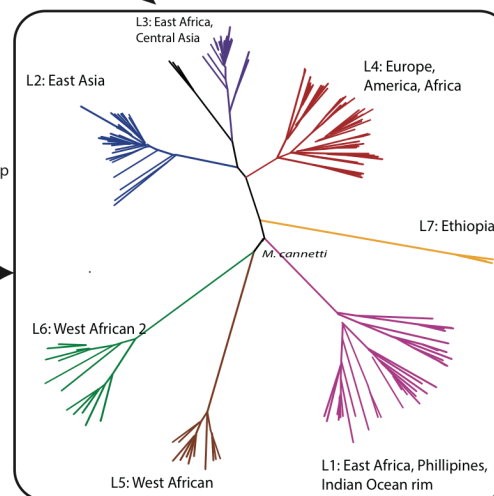 L3: East Africa,
Central Asia
L2: East Asia
L4: Europe,
America, Africa
p
L7: Ethiopia
M. cannetti
L6: West African 2
L5: West African
L1: East Africa, Phillipines,
Indian Ocean rim